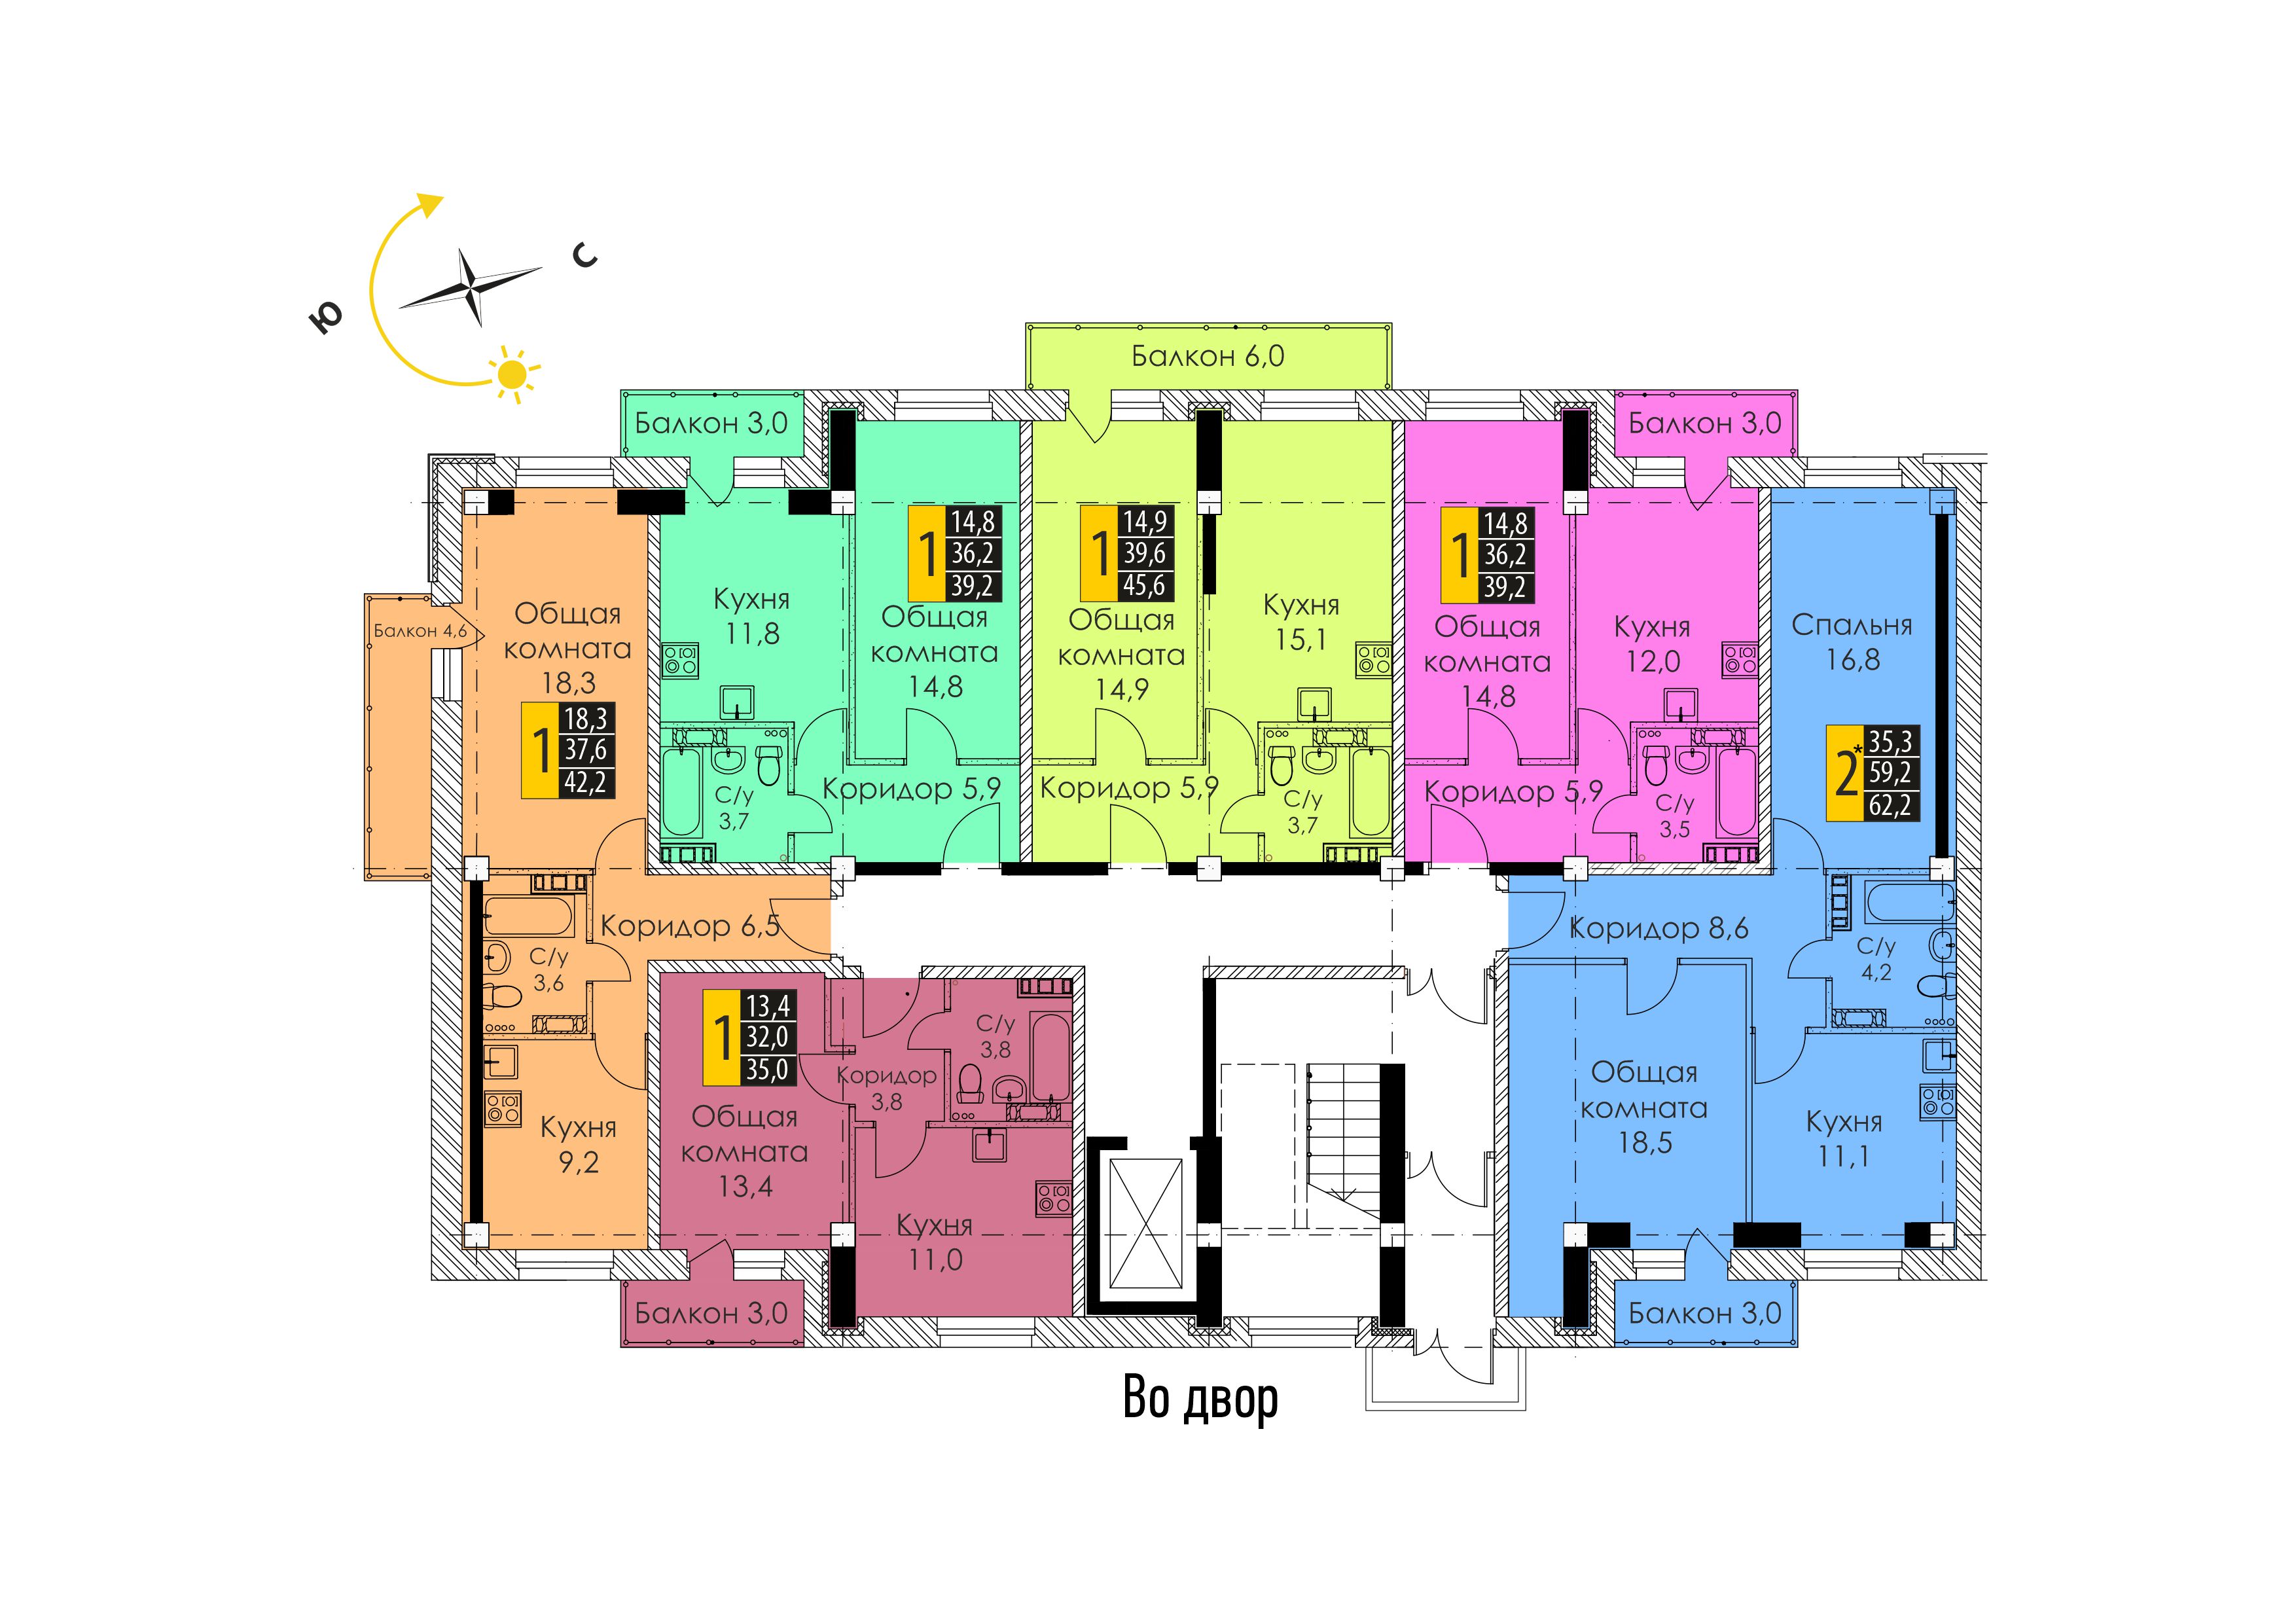 С
Ю
Балкон 6,0
Балкон 3,0
Балкон 3,0
Балкон 4,6
Общая
комната
18,3
1
18,3
37,6
42,2
Кухня
11,8
1
14,8
36,2
39,2
Общая
комната
14,8
1
14,9
39,6
45,6
Общая
комната
14,9
Кухня
15,1
1
14,8
36,2
39,2
Общая
комната
14,8
Кухня
12,0
Спальня
16,8
2*
35,3
59,2
62,2
С/у
3,7
Коридор 5,9
Коридор 5,9
С/у
3,7
Коридор 5,9
С/у
3,5
Коридор 6,5
С/у
3,6
Кухня
9,2
1
13,4
32,0
35,0
Общая
комната
13,4
Коридор
3,8
С/у
3,8
Кухня
11,0
Коридор 8,6
С/у
4,2
Общая
комната
18,5
Кухня
11,1
Балкон 3,0
Балкон 3,0
Во двор